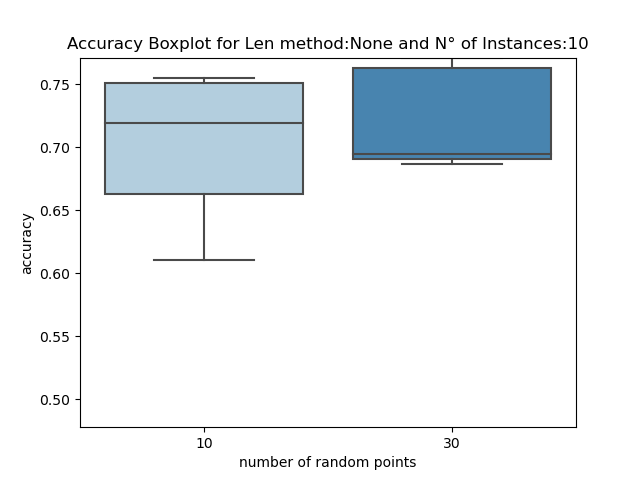 Accuracy Boxplot for Len method:None and N° of Instances:10
0.75
0.70
0.65
0.60
0.55
0.50
accuracy
10 30
number of random points